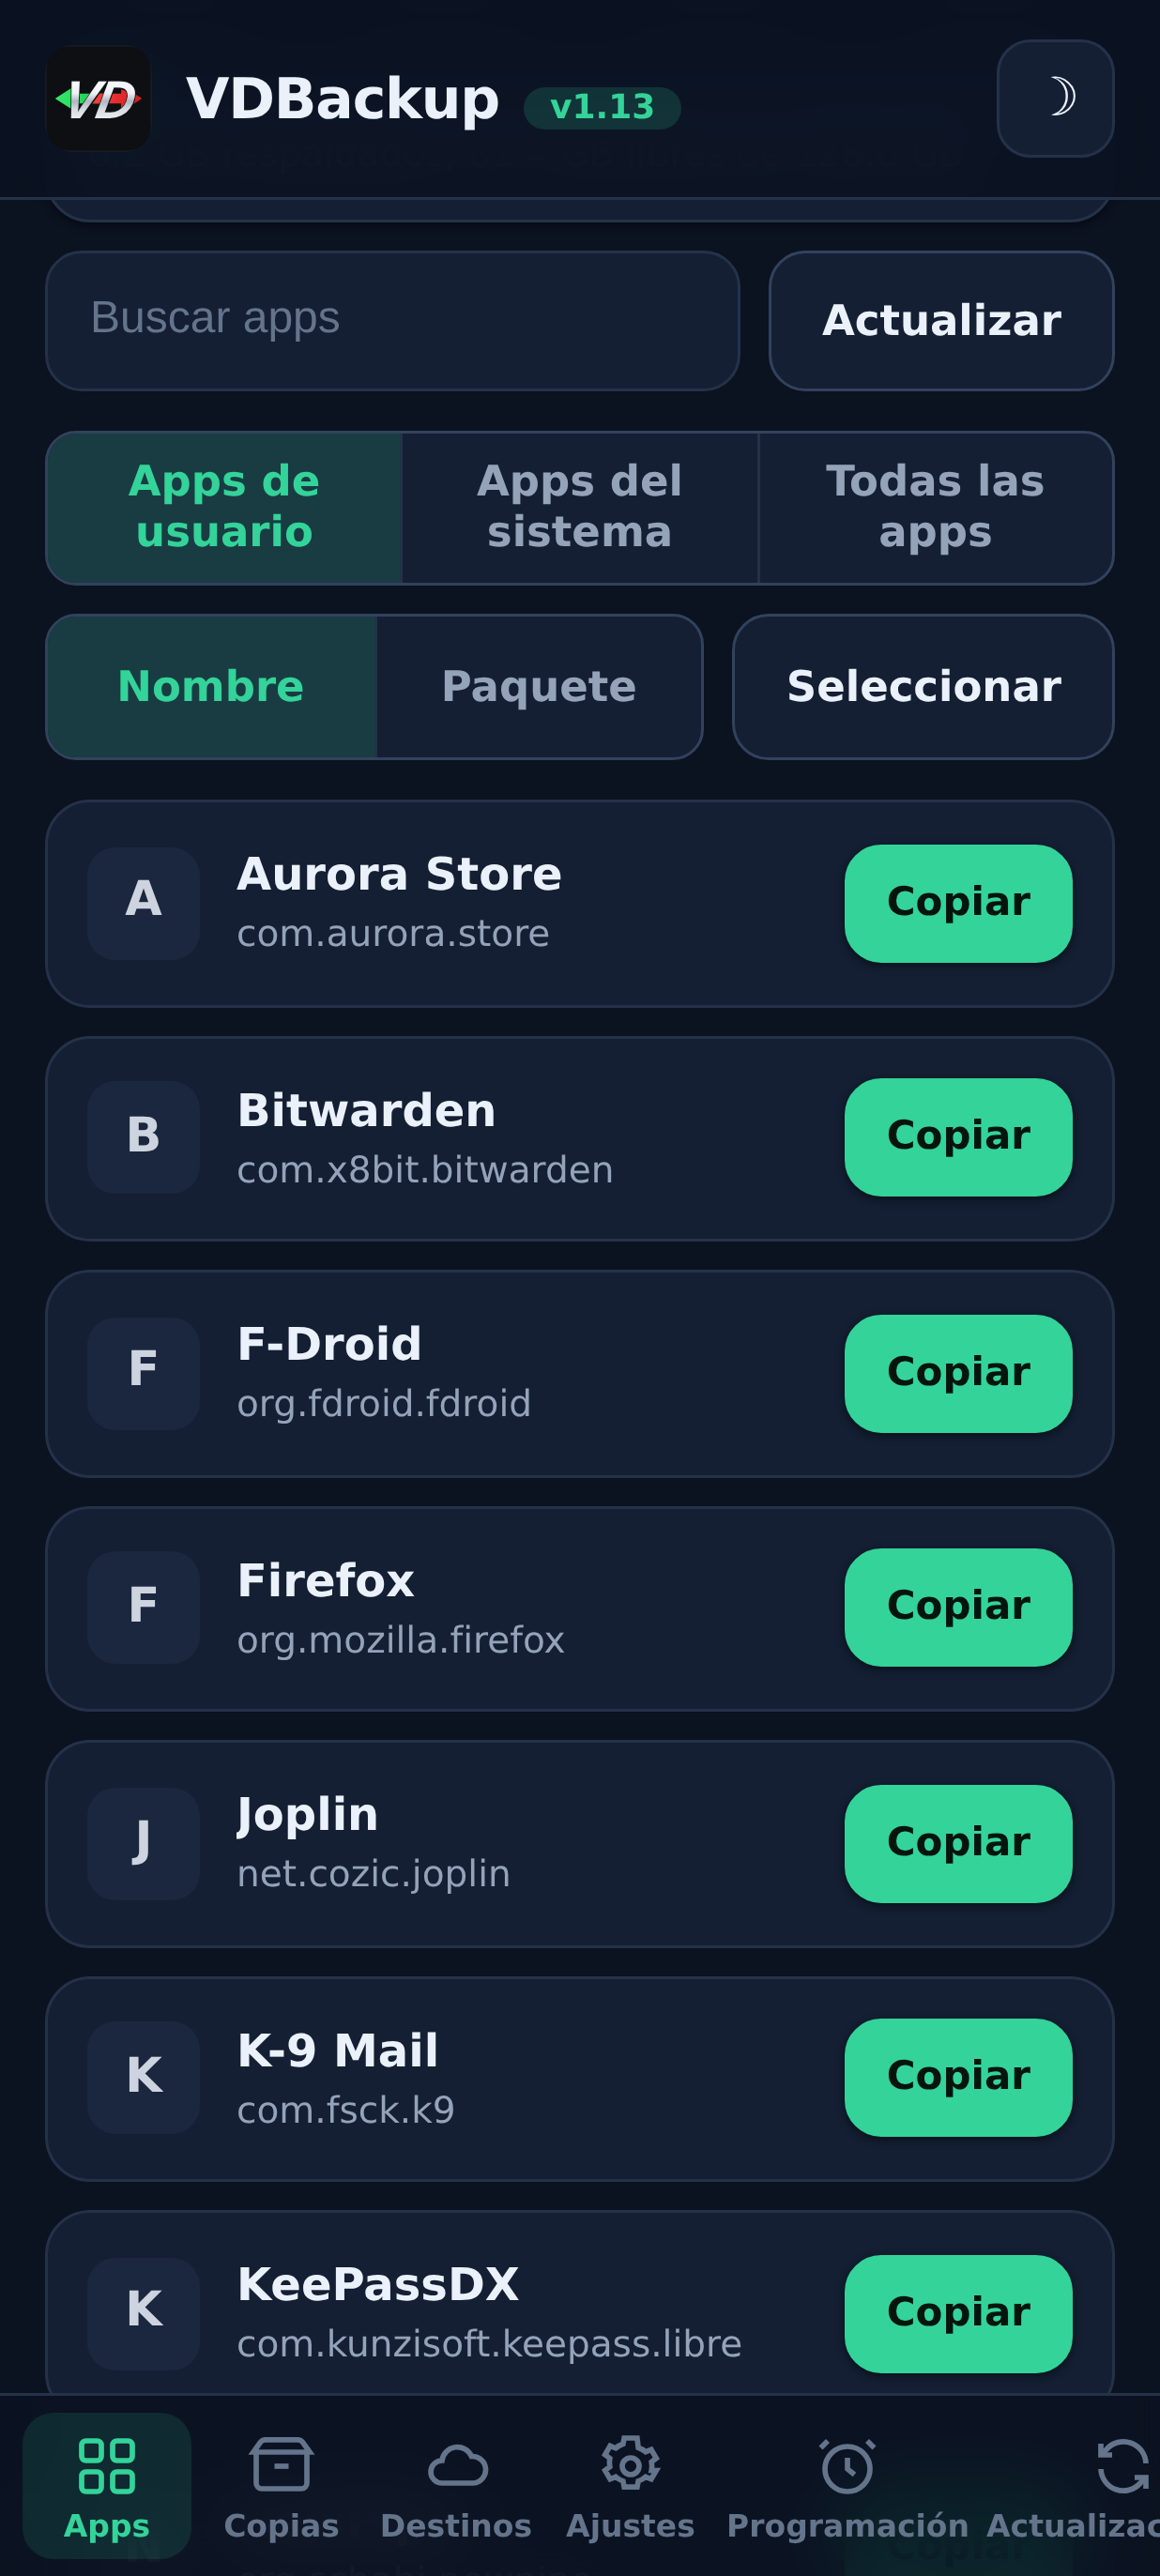 VD
VDBackup v1.13
☽
Buscar apps
Actualizar
Apps de
usuario
Apps del
sistema
Todas las
apps
Nombre
Paquete
Seleccionar
A
Aurora Store
com.aurora.store
Copiar
B
Bitwarden
com.x8bit.bitwarden
Copiar
F
F-Droid
org.fdroid.fdroid
Copiar
F
Firefox
org.mozilla.firefox
Copiar
J
Joplin
net.cozic.joplin
Copiar
K
K-9 Mail
com.fsck.k9
Copiar
K
KeePassDX
com.kunzisoft.keepass.libre
Copiar
Apps
Copias
Destinos
Ajustes
Programación
Actualizac